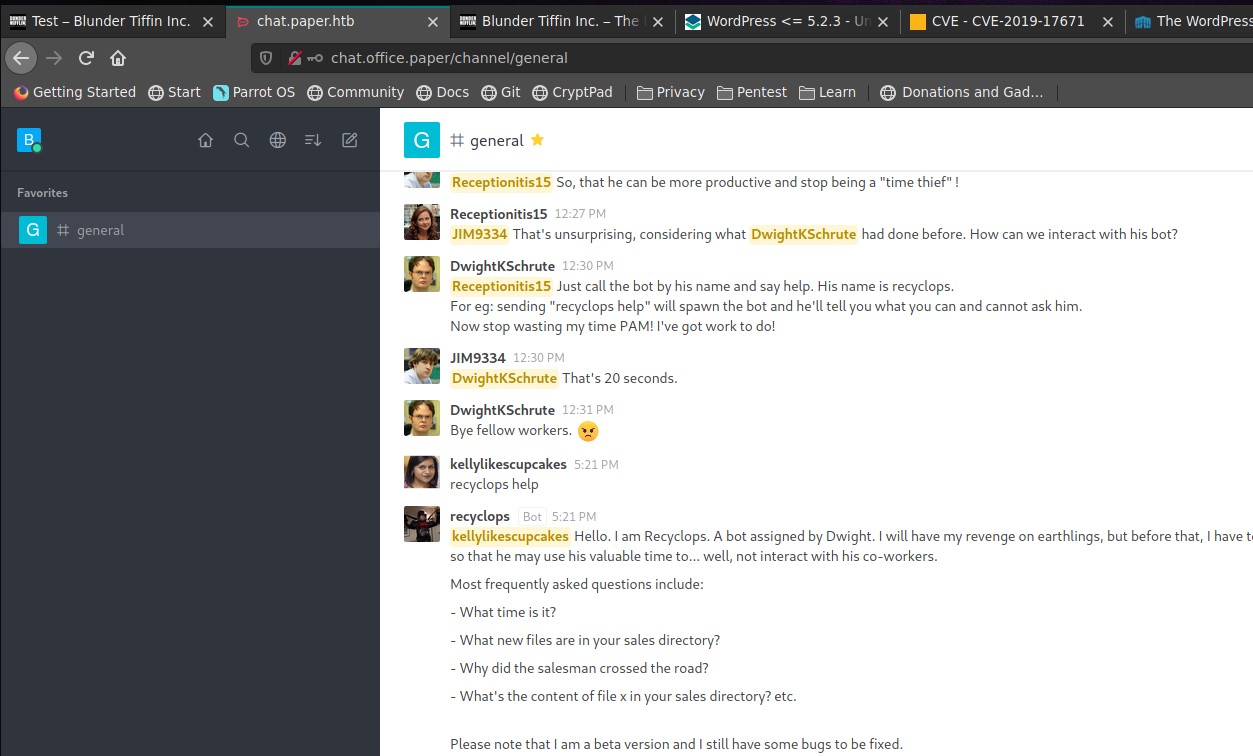 Test – Blunder Tiffin Inc.
chat.paper.htb
Blunder Tiffin Inc. – The
WordPress <= 5.2.3 - Un
CVE - CVE-2019-17671
The WordPress
chat.office.paper/channel/general
Getting Started Start Parrot OS Community Docs Git CryptPad Privacy Pentest Learn Donations and Gad...
B
G # general
Favorites
G # general
Receptionitis15 So, that he can be more productive and stop being a "time thief" !
Receptionitis15 12:27 PM
JIM9334 That's unsurprising, considering what DwightKSchrute had done before. How can we interact with his bot?
DwightKSchrute 12:30 PM
Receptionitis15 Just call the bot by his name and say help. His name is recyclops.
For eg: sending "recyclops help" will spawn the bot and he'll tell you what you can and cannot ask him.
Now stop wasting my time PAM! I've got work to do!
JIM9334 12:30 PM
DwightKSchrute That's 20 seconds.
DwightKSchrute 12:31 PM
Bye fellow workers.
kellylikescupcakes 5:21 PM
recyclops help
recyclops Bot 5:21 PM
kellylikescupcakes Hello. I am Recyclops. A bot assigned by Dwight. I will have my revenge on earthlings, but before that, I have
so that he may use his valuable time to... well, not interact with his co-workers.
Most frequently asked questions include:
- What time is it?
- What new files are in your sales directory?
- Why did the salesman crossed the road?
- What's the content of file x in your sales directory? etc.
Please note that I am a beta version and I still have some bugs to be fixed.